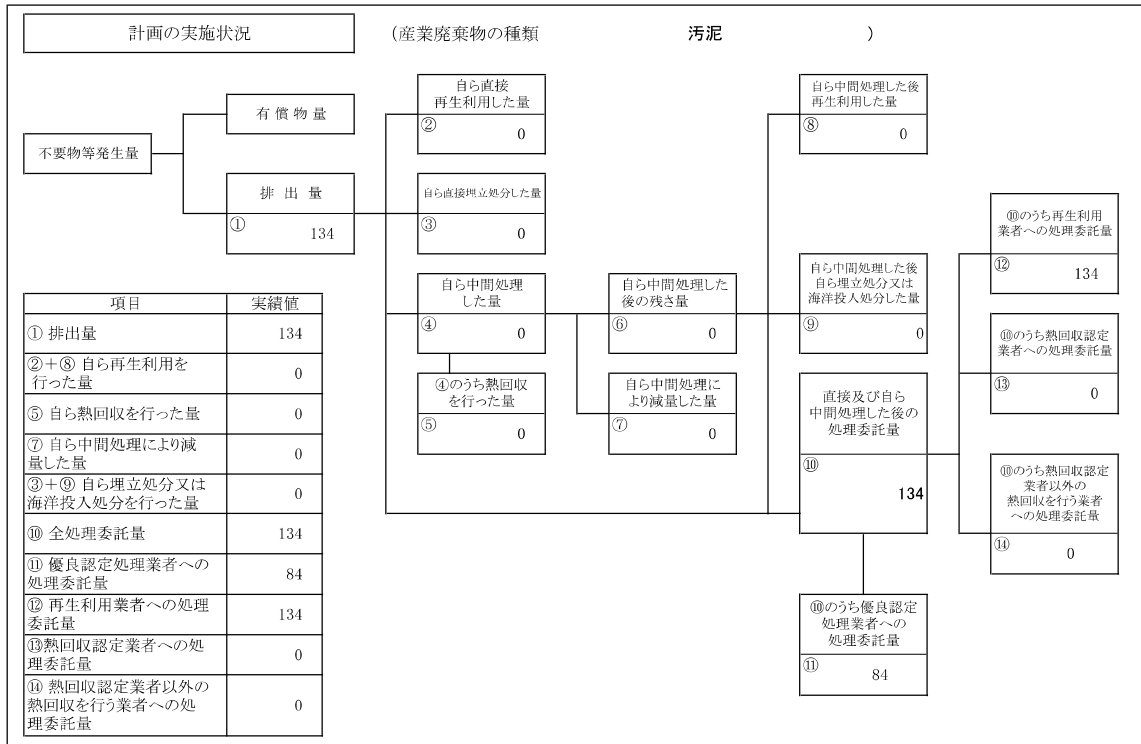 計画の実施状況
(産業廃棄物の種類 汚泥 )
不要物等発生量
有償物量
排出量
① 134
自ら直接
再生利用した量
② 0
自ら直接埋立処分した量
③ 0
自ら中間処理
した量
④ 0
④のうち熱回収
を行った量
⑤ 0
自ら中間処理した
後の残さ量
⑥ 0
自ら中間処理に
より減量した量
⑦ 0
自ら中間処理した後
再生利用した量
⑧ 0
自ら中間処理した後
自ら埋立処分又は
海洋投入処分した量
⑨ 0
直接及び自ら
中間処理した後の
処理委託量
⑩
134
⑩のうち優良認定
処理業者への
処理委託量
⑪ 84
⑩のうち再生利用
業者への処理委託量
⑫ 134
⑩のうち熱回収認定
業者への処理委託量
⑬ 0
⑩のうち熱回収認定
業者以外の
熱回収を行う業者
への処理委託量
⑭ 0
項目 実績値
① 排出量 134
②+⑧ 自ら再生利用を
行った量 0
⑤ 自ら熱回収を行った量 0
⑦ 自ら中間処理により減
量した量 0
③+⑨ 自ら埋立処分又は
海洋投入処分を行った量 0
⑩ 全処理委託量 134
⑪ 優良認定処理業者への
処理委託量 84
⑫ 再生利用業者への処理
委託量 134
⑬熱回収認定業者への処
理委託量 0
⑭ 熱回収認定業者以外の
熱回収を行う業者への処
理委託量 0